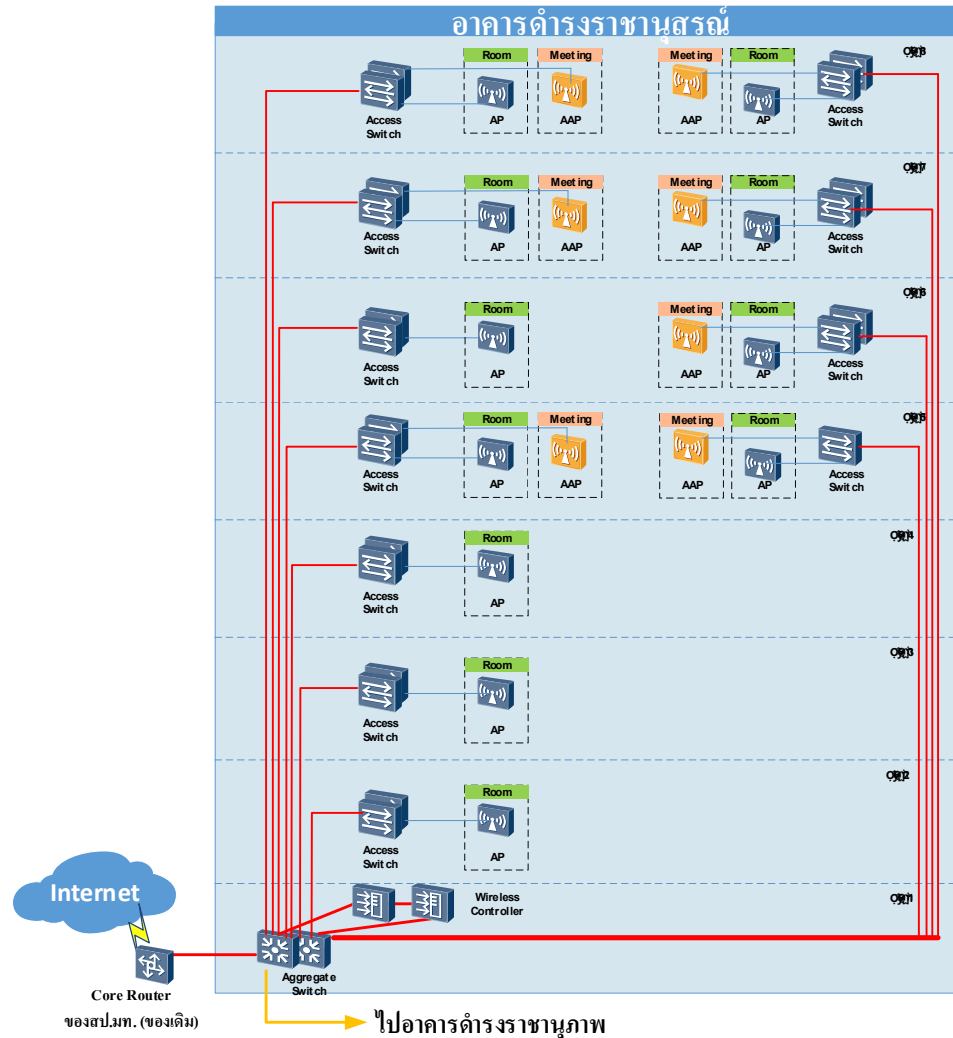 อาคารดำรงราชานุสรณ์
Room
Meeting
Meeting
Room
Access
Switch
AP
AAP
AAP
AP
Access
Switch
Room
Meeting
Meeting
Room
Access
Switch
AP
AAP
AAP
AP
Access
Switch
Room
Meeting
Room
Access
Switch
AP
AAP
AP
Access
Switch
Room
Meeting
Meeting
Room
Access
Switch
AP
AAP
AAP
AP
Access
Switch
Room
Access
Switch
AP
Room
Access
Switch
AP
Room
Access
Switch
AP
Internet
Wireless
Controller
Aggregate
Switch
Core Router
ของสป.มท. (ของเดิม)
ไปอาคารดำรงราชานุภาพ